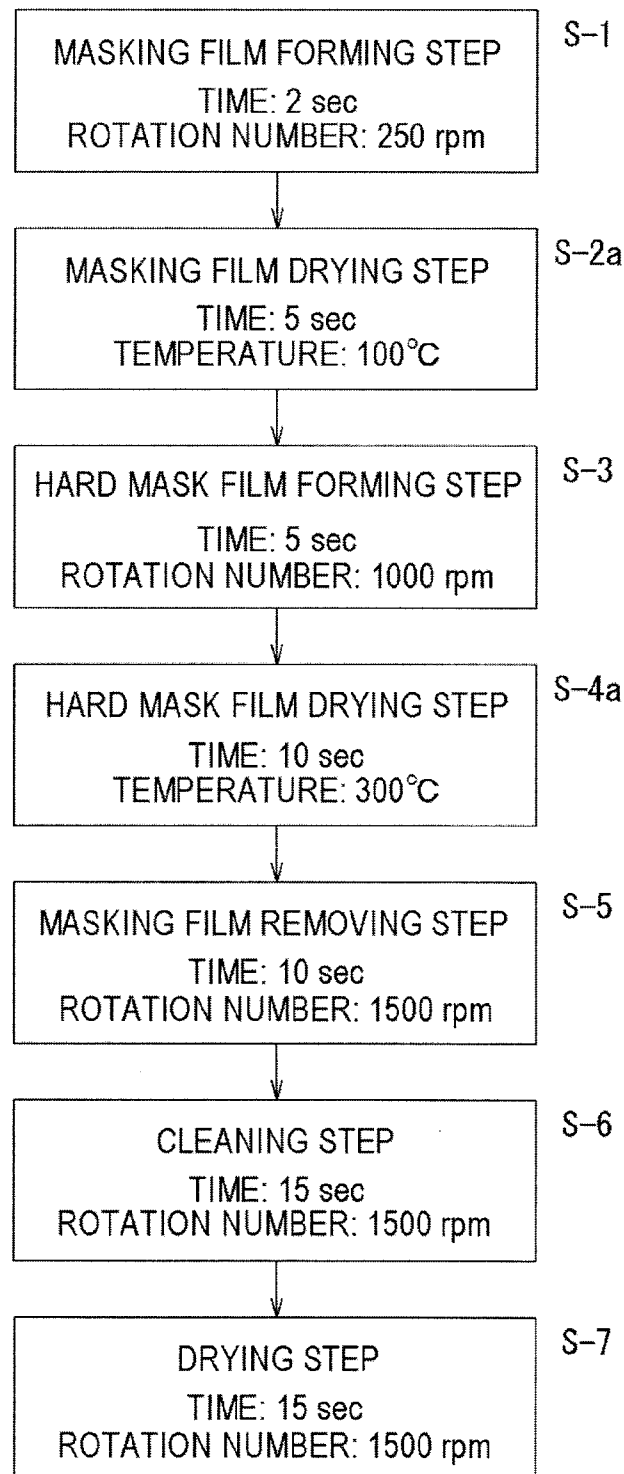 S-1
MASKING FILM FORMING STEP
TIME: 2 sec
ROTATION NUMBER: 250 rpm
S-2a
MASKING FILM DRYING STEP
TIME: 5 sec
TEMPERATURE: 100°C
S-3
HARD MASK FILM FORMING STEP
TIME: 5 sec
ROTATION NUMBER: 1000 rpm
S-4a
HARD MASK FILM DRYING STEP
TIME: 10 sec
TEMPERATURE: 300°C
S-5
MASKING FILM REMOVING STEP
TIME: 10 sec
ROTATION NUMBER: 1500 rpm
S-6
CLEANING STEP
TIME: 15 sec
ROTATION NUMBER: 1500 rpm
S-7
DRYING STEP
TIME: 15 sec
ROTATION NUMBER: 1500 rpm